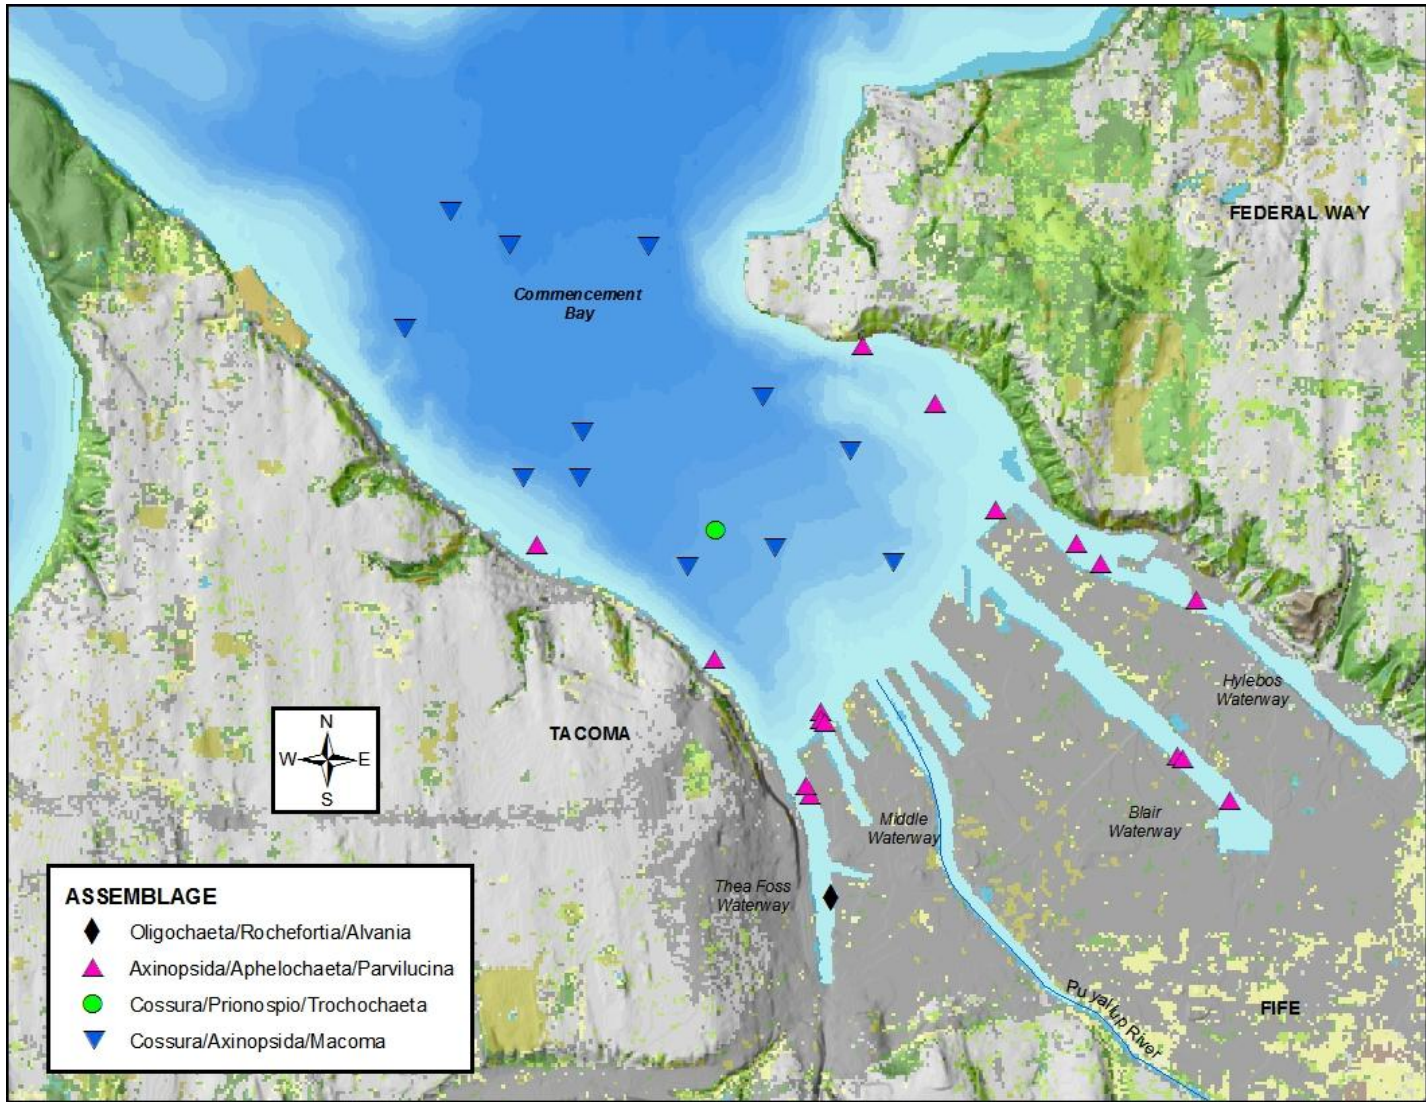 FEDERAL WAY
Commencement
Bay
Hylebos
Waterway
TACOMA
N
W E
S
Middle
Waterway
Blair
Waterway
Thea Foss
Waterway
Puyallup River
FIFE
ASSEMBLAGE
Oligochaeta/Rochefortia/Alvania
Axinopsida/Aphelochaeta/Parvilucina
Cossura/Prionospio/Trochochaeta
Cossura/Axinopsida/Macoma